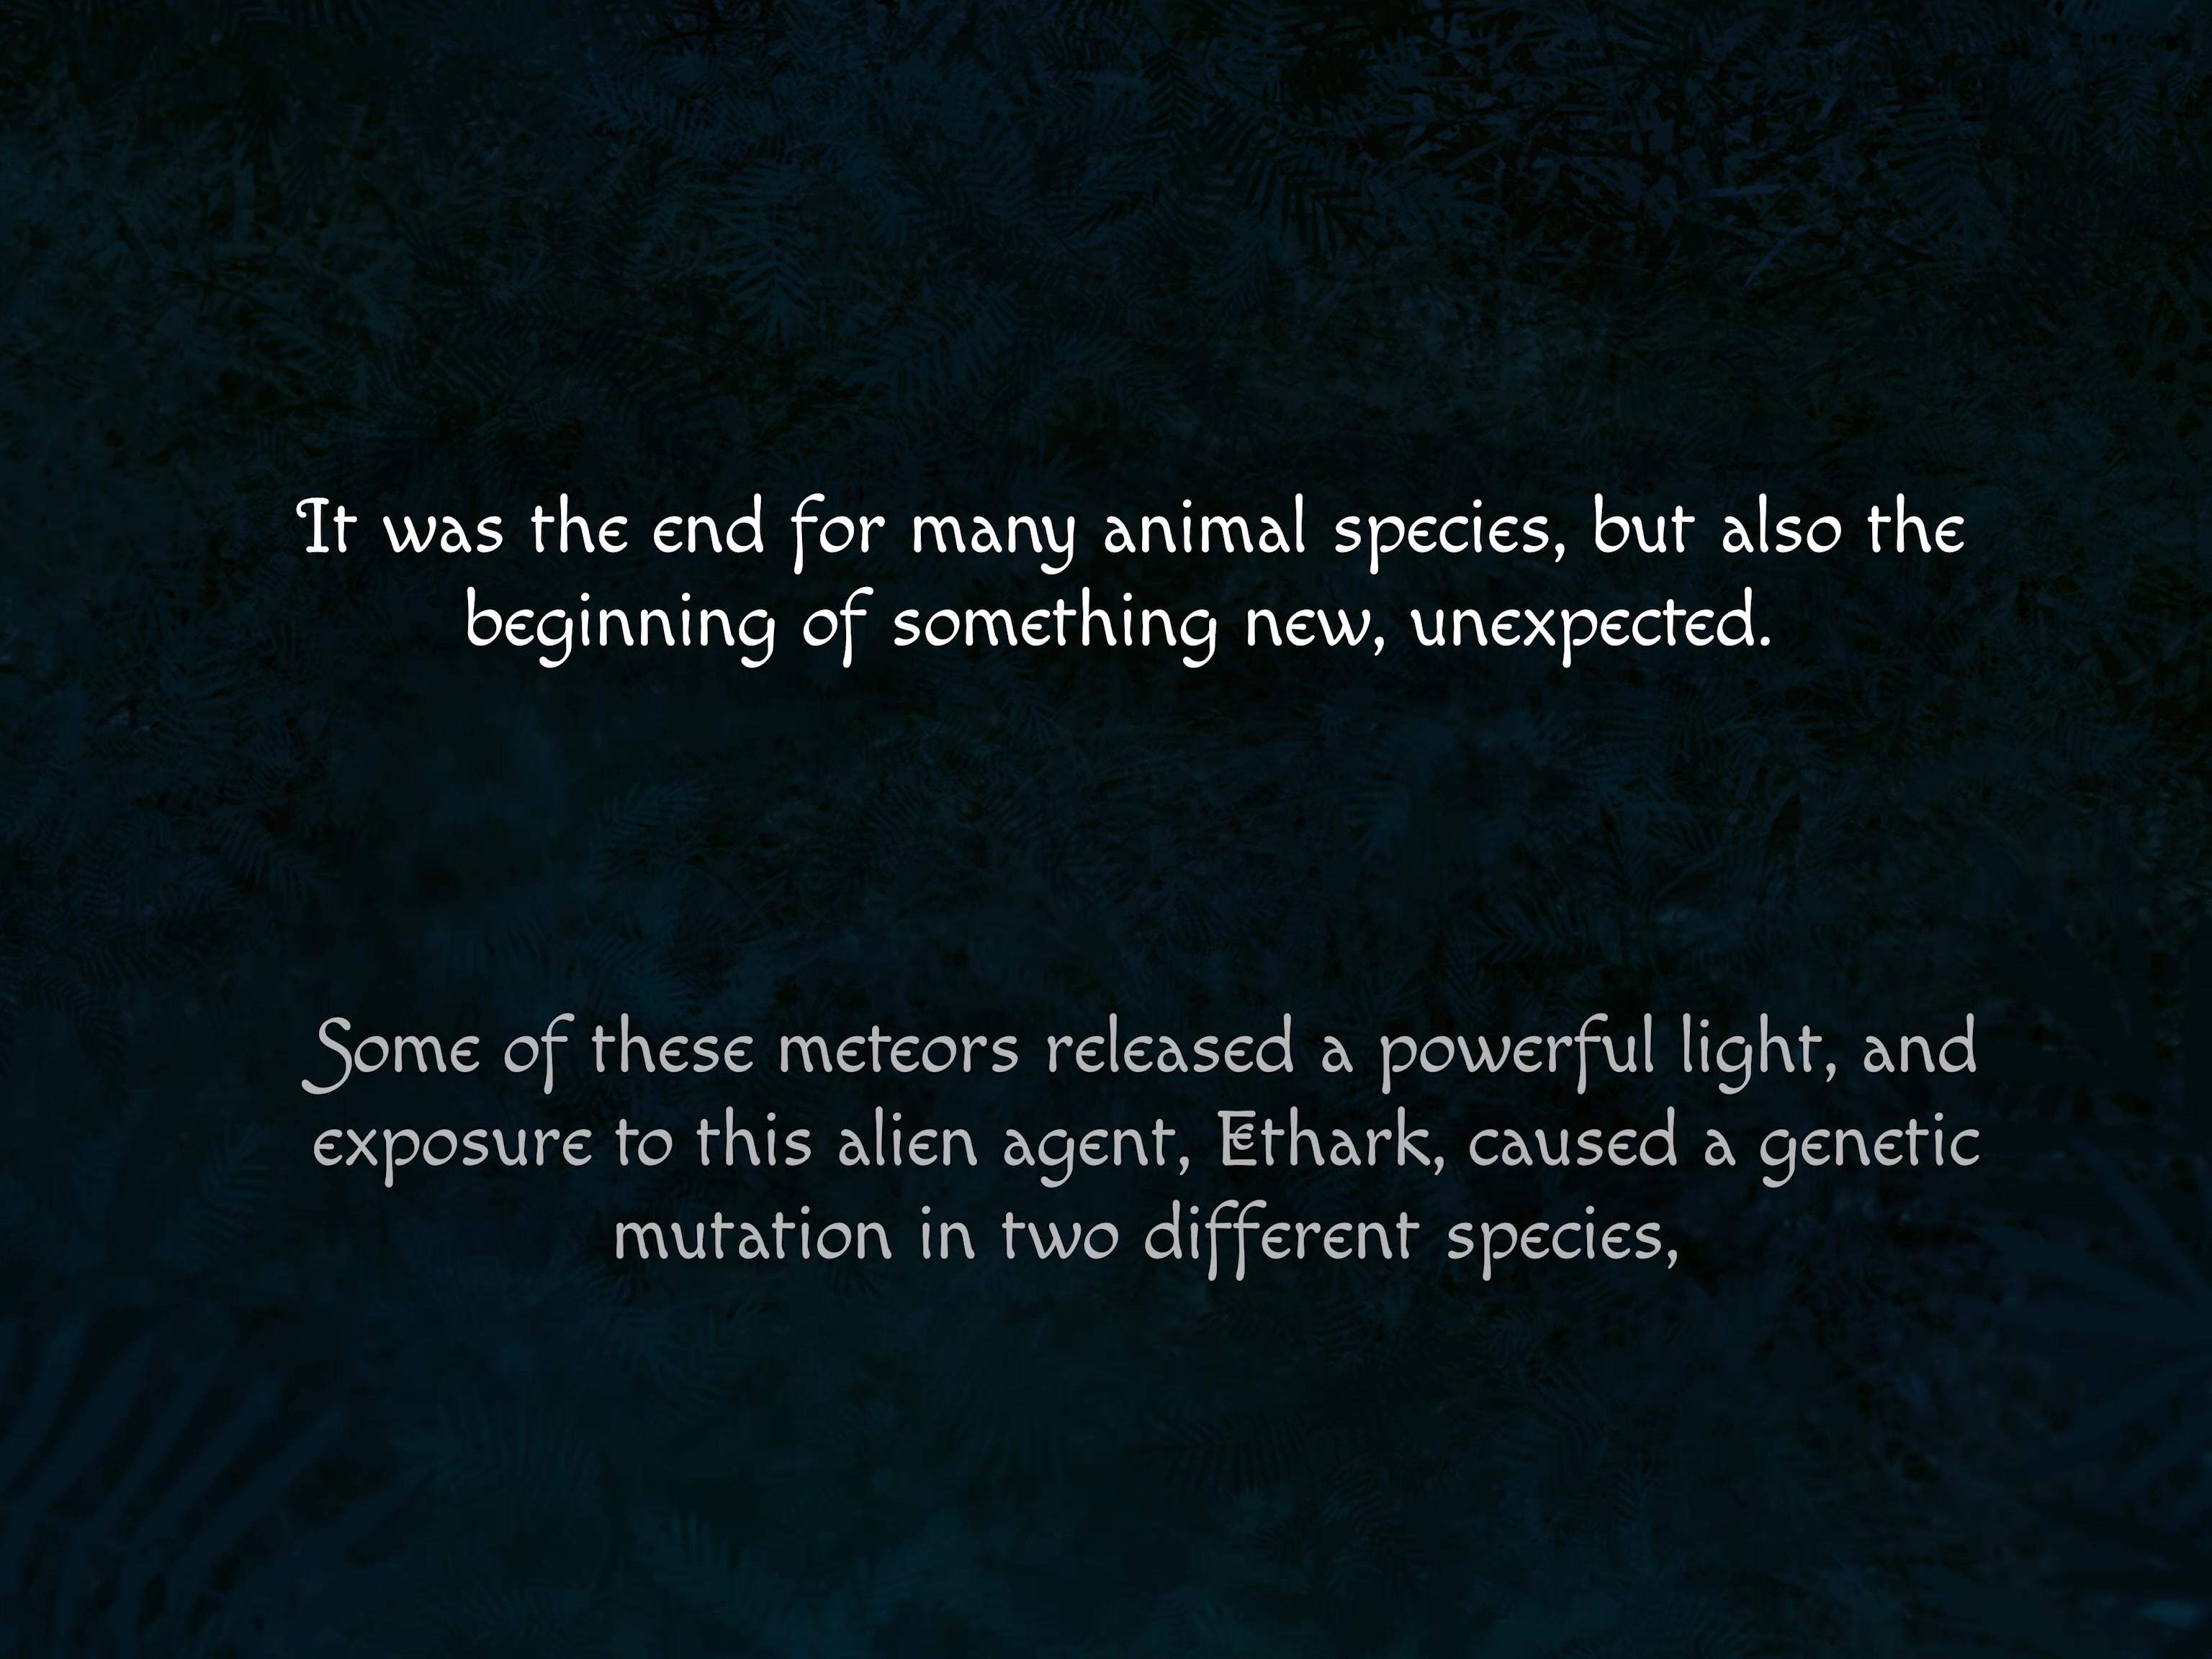 It was the end for many animal species, but also the
beginning of something new, unexpected.
Some of these meteors released a powerful light, and
exposure to this alien agent, Ethark, caused a genetic
mutation in two different species,